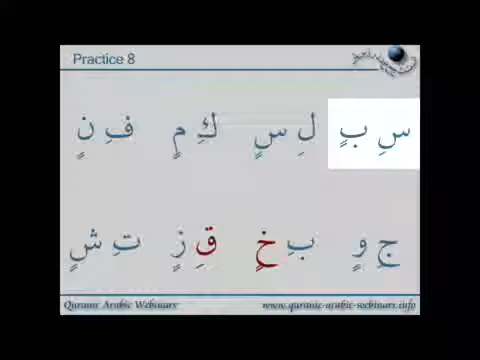 Practice 8
سِ بٍ لِ سٍ كِ مٍ فِ نٍ
جِ وٍ بِ خٍ قِ زٍ تِ شٍ
Quranic Arabic Webinars www.quranic-arabic-webinars.info